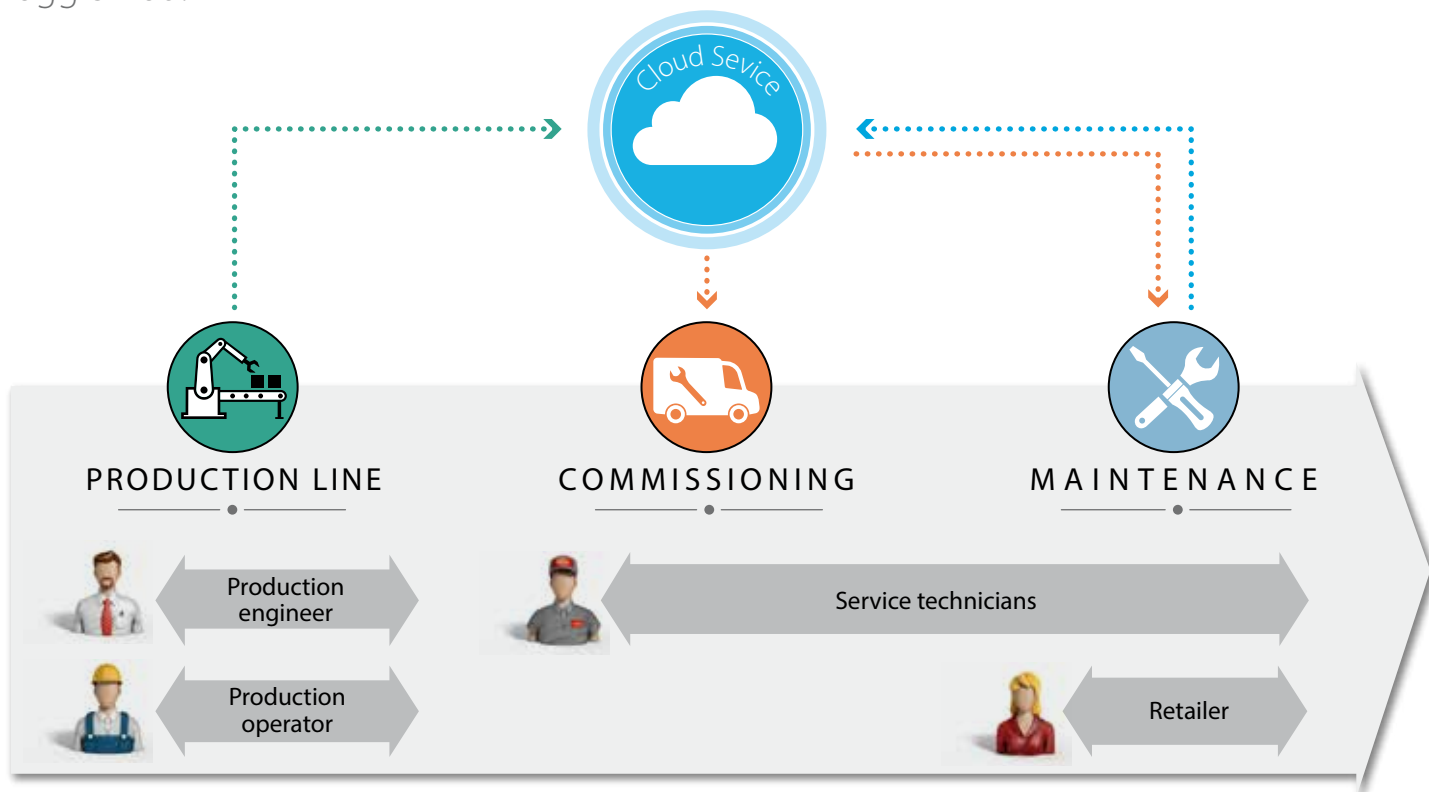 Cloud Sevice
PRODUCTION LINE
COMMISSIONING
MAINTENANCE
Production
engineer
Service technicians
Production
operator
Retailer